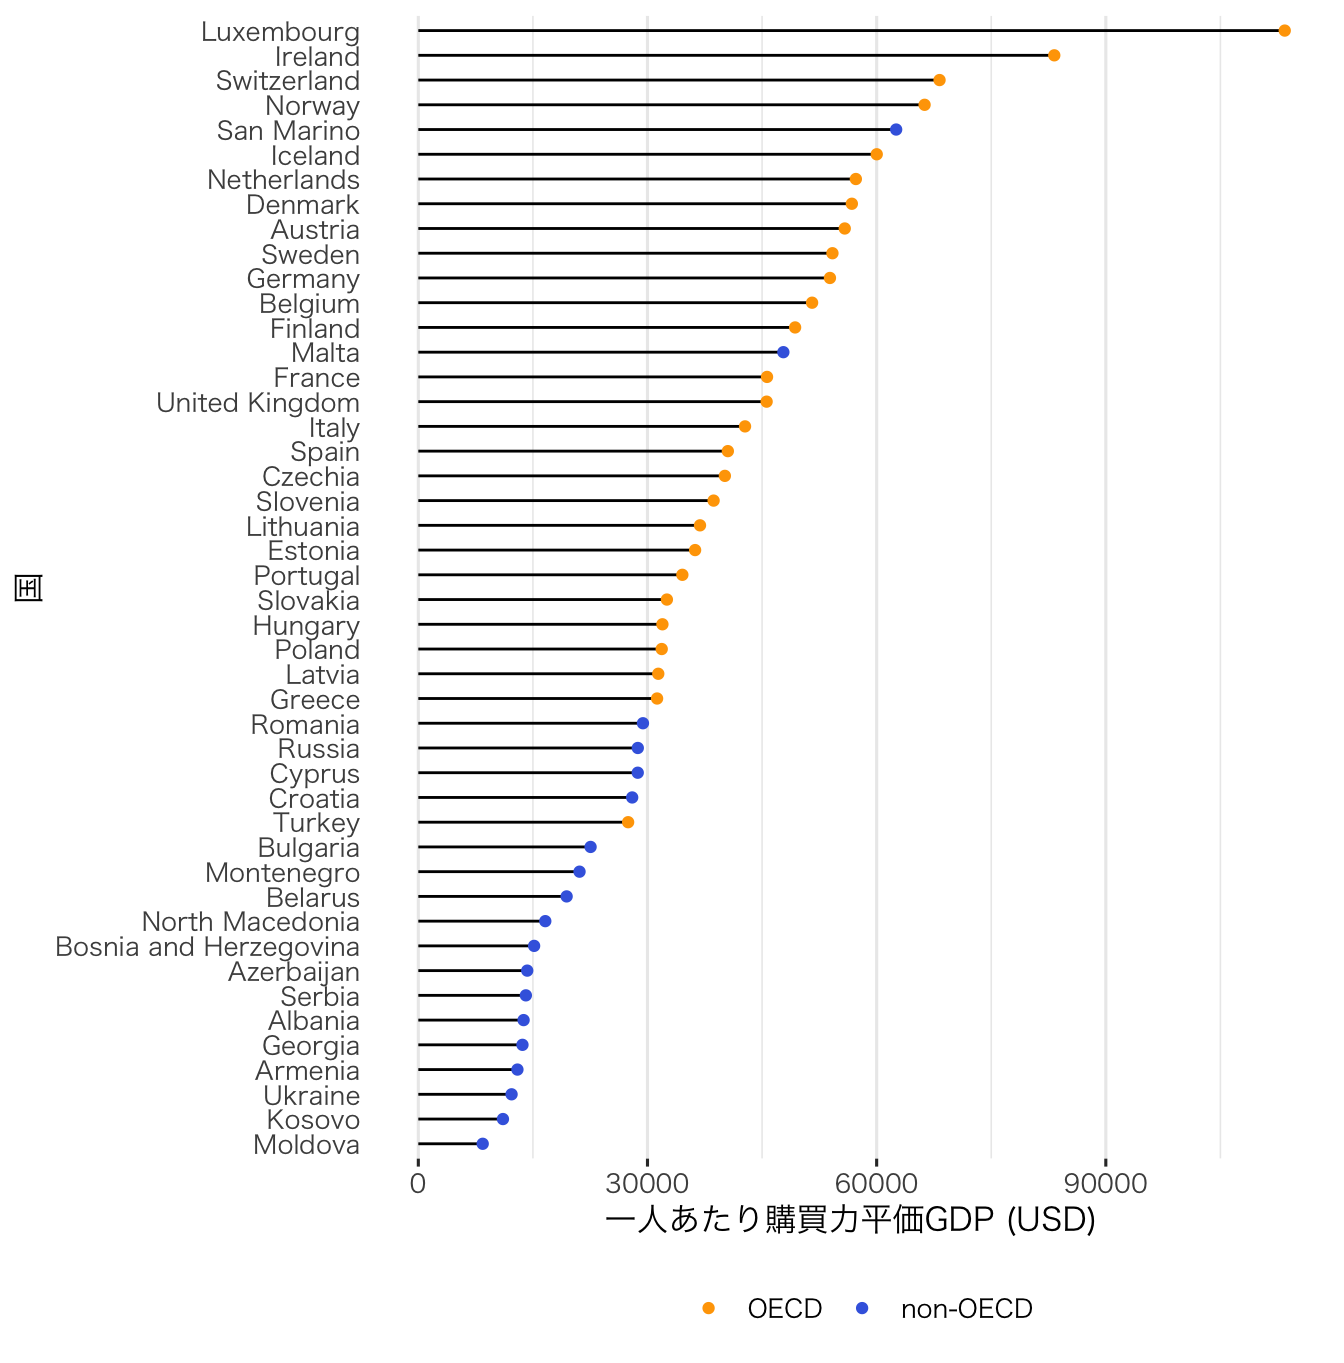 Luxembourg
Ireland
Switzerland
Norway
San Marino
Iceland
Netherlands
Denmark
Austria
Sweden
Germany
Belgium
Finland
Malta
France
United Kingdom
Italy
Spain
Czechia
Slovenia
Lithuania
Estonia
Portugal
Slovakia
Hungary
Poland
Latvia
Greece
Romania
Russia
Cyprus
Croatia
Turkey
Bulgaria
Montenegro
Belarus
North Macedonia
Bosnia and Herzegovina
Azerbaijan
Serbia
Albania
Georgia
Armenia
Ukraine
Kosovo
Moldova
国
0 30000 60000 90000
一人あたり購買力平価GDP (USD)
OECD non-OECD